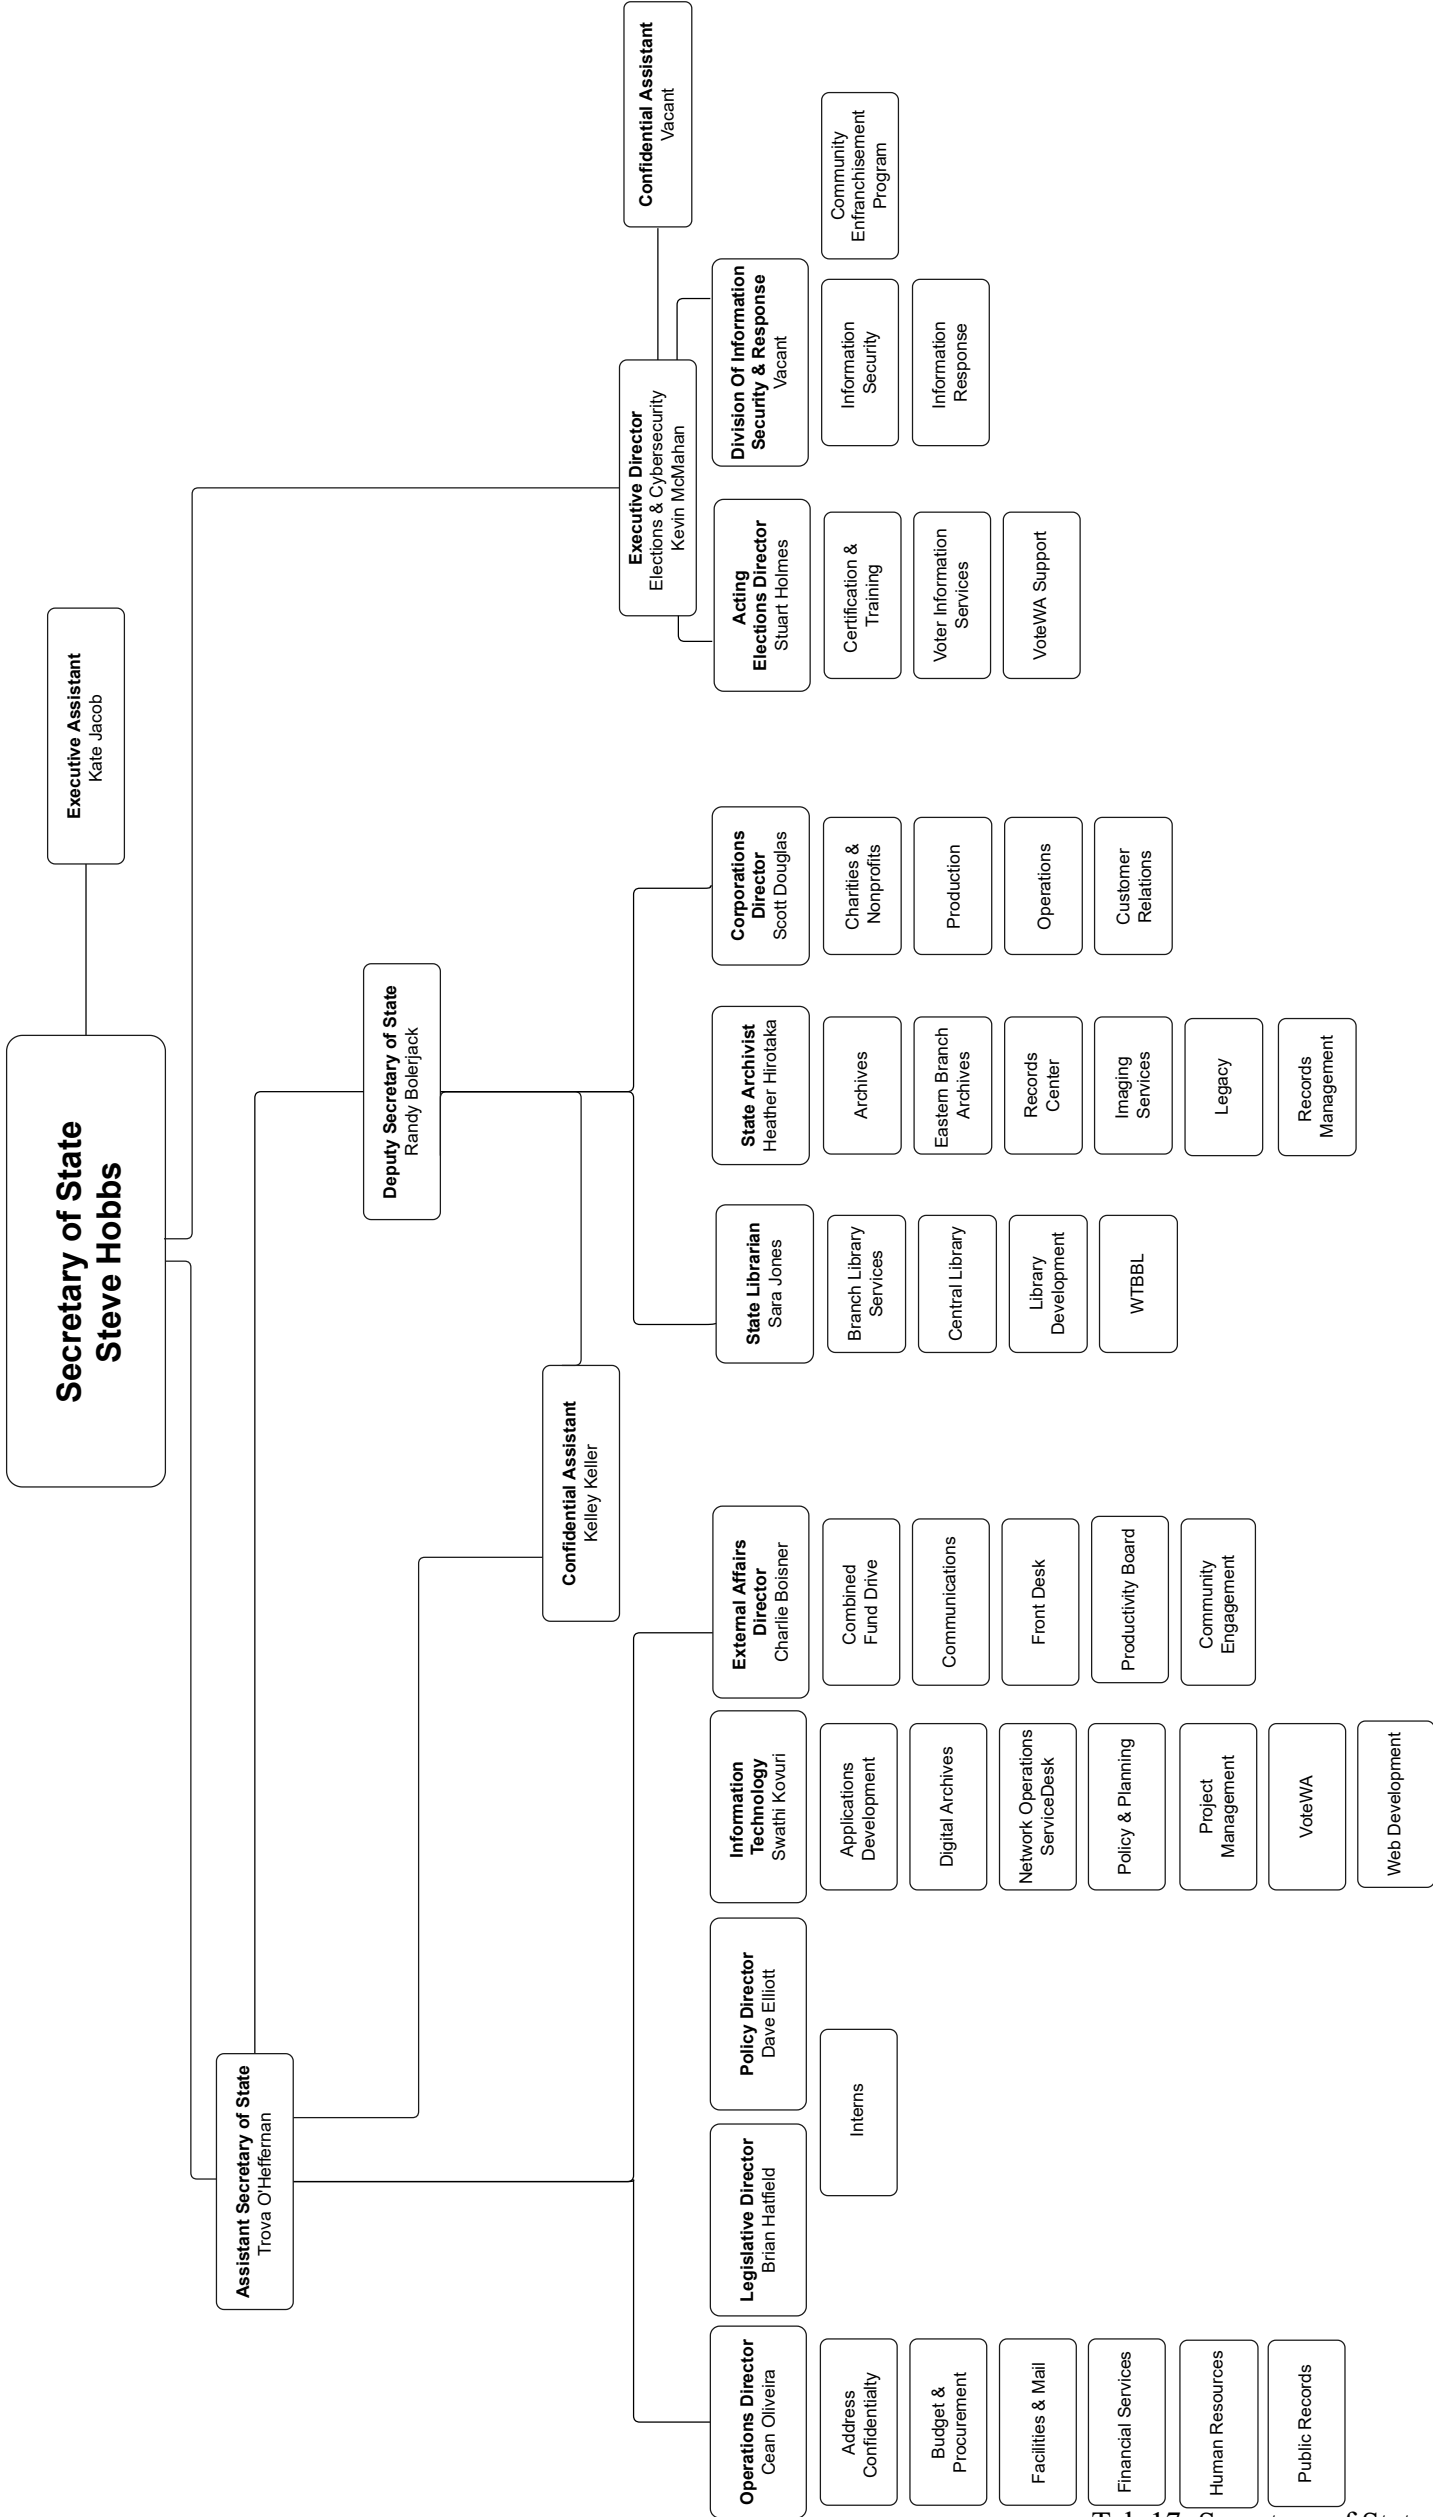 Secretary of State
Steve Hobbs
Executive Assistant
Kate Jacob
Assistant Secretary of State
Trova O'Heffernan
Deputy Secretary of State
Randy Bolerjack
Confidential Assistant
Kelley Keller
Executive Director
Elections & Cybersecurity
Kevin McMahan
Confidential Assistant
Vacant
Operations Director
Cean Oliveira
Address
Confidentialty
Budget &
Procurement
Facilities & Mail
Financial Services
Human Resources
Public Records
Legislative Director
Brian Hatfield
Policy Director
Dave Elliott
Interns
Information
Technology
Swathi Kovuri
Applications
Development
Digital Archives
Network Operations
ServiceDesk
Policy & Planning
Project
Management
VoteWA
Web Development
External Affairs
Director
Charlie Boisner
Combined
Fund Drive
Communications
Front Desk
Productivity Board
Community
Engagement
State Librarian
Sara Jones
Branch Library
Services
Central Library
Library
Development
WTBBL
State Archivist
Heather Hirotaka
Archives
Eastern Branch
Archives
Records
Center
Imaging
Services
Legacy
Records
Management
Corporations
Director
Scott Douglas
Charities &
Nonprofits
Production
Operations
Customer
Relations
Acting
Elections Director
Stuart Holmes
Certification &
Training
Voter Information
Services
VoteWA Support
Division Of Information
Security & Response
Vacant
Information
Security
Information
Response
Community
Enfranchisement
Program